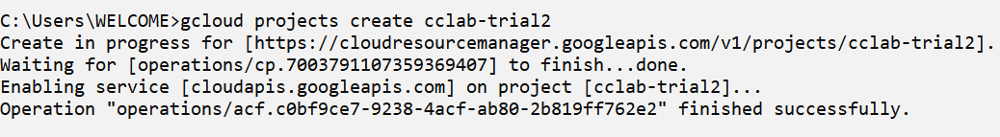 C:\Users\WELCOME>gcloud projects create cclab-trial2
Create in progress for [https://cloudresourcemanager.googleapis.com/v1/projects/cclab-trial2].
Waiting for [operations/cp.7003791107359369407] to finish...done.
Enabling service [cloudapis.googleapis.com] on project [cclab-trial2]...
Operation "operations/acf.c0bf9ce7-9238-4acf-ab80-2b819ff762e2" finished successfully.